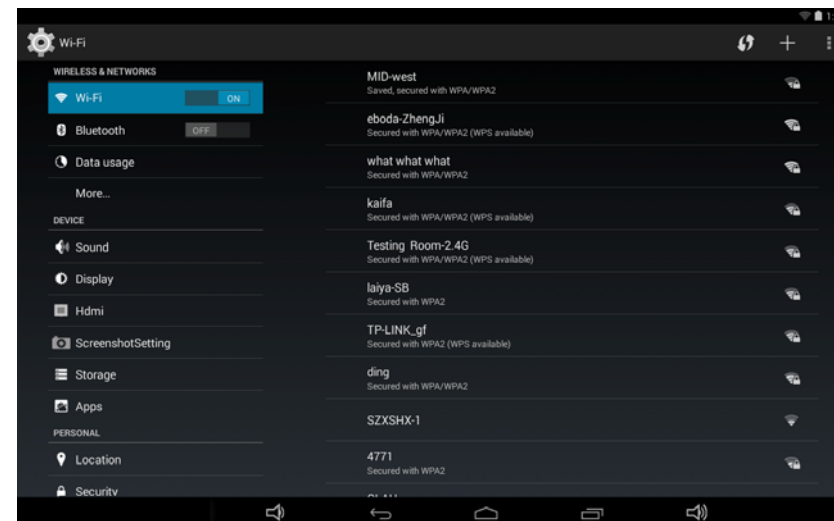 Wi-Fi
WIRELESS & NETWORKS
Wi-Fi
ON
Bluetooth
OFF
Data usage
More...
DEVICE
Sound
Display
Hdmi
ScreenshotSetting
Storage
Apps
PERSONAL
Location
Security
MID-west
Saved, secured with WPA/WPA2
eboda-ZhengJi
Secured with WPA/WPA2 (WPS available)
what what what
Secured with WPA/WPA2
kaifa
Secured with WPA/WPA2 (WPS available)
Testing Room-2.4G
Secured with WPA/WPA2 (WPS available)
laiya-SB
Secured with WPA2
TP-LINK_gf
Secured with WPA2 (WPS available)
ding
Secured with WPA/WPA2
SZXSHX-1
4771
Secured with WPA2